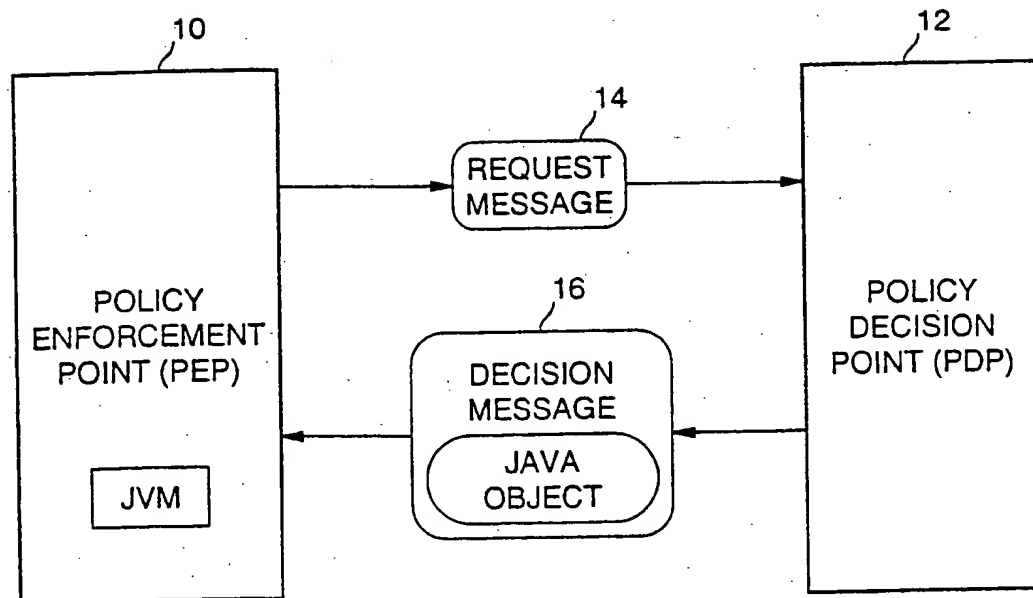 10
12
14
REQUEST
MESSAGE
16
POLICY
ENFORCEMENT
POINT (PEP)
POLICY
DECISION
POINT (PDP)
DECISION
MESSAGE
JAVA
OBJECT
JVM